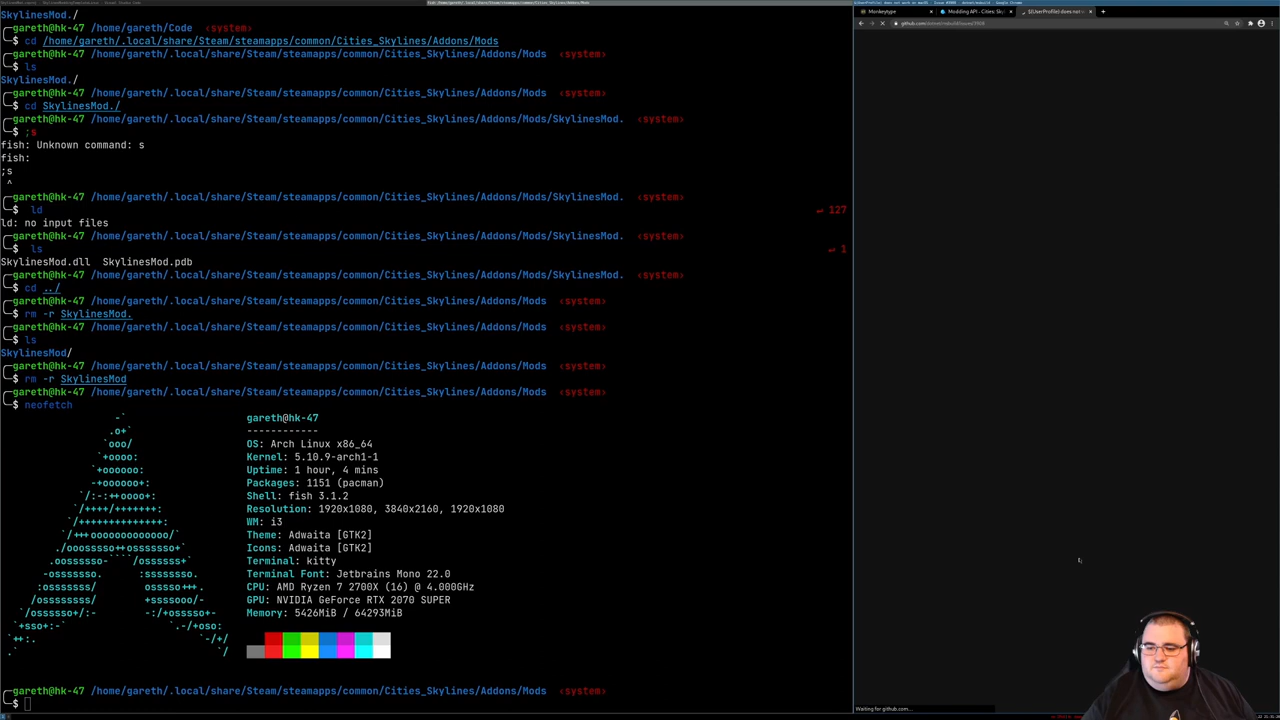 SkylinesMod./
gareth@hk-47 /home/gareth/Code <system>
$ cd /home/gareth/.local/share/Steam/steamapps/common/Cities_Skylines/Addons/Mods
gareth@hk-47 /home/gareth/.local/share/Steam/steamapps/common/Cities_Skylines/Addons/Mods <system>
$ ls
SkylinesMod./
gareth@hk-47 /home/gareth/.local/share/Steam/steamapps/common/Cities_Skylines/Addons/Mods <system>
$ cd SkylinesMod./
gareth@hk-47 /home/gareth/.local/share/Steam/steamapps/common/Cities_Skylines/Addons/Mods/SkylinesMod. <system>
$ ;s
fish: Unknown command: s
fish:
;s
^
gareth@hk-47 /home/gareth/.local/share/Steam/steamapps/common/Cities_Skylines/Addons/Mods/SkylinesMod. <system>
$ ld ↵ 127
ld: no input files
gareth@hk-47 /home/gareth/.local/share/Steam/steamapps/common/Cities_Skylines/Addons/Mods/SkylinesMod. <system>
$ ls ↵ 1
SkylinesMod.dll SkylinesMod.pdb
gareth@hk-47 /home/gareth/.local/share/Steam/steamapps/common/Cities_Skylines/Addons/Mods/SkylinesMod. <system>
$ cd ../
gareth@hk-47 /home/gareth/.local/share/Steam/steamapps/common/Cities_Skylines/Addons/Mods <system>
$ rm -r SkylinesMod.
gareth@hk-47 /home/gareth/.local/share/Steam/steamapps/common/Cities_Skylines/Addons/Mods <system>
$ ls
SkylinesMod/
gareth@hk-47 /home/gareth/.local/share/Steam/steamapps/common/Cities_Skylines/Addons/Mods <system>
$ rm -r SkylinesMod
gareth@hk-47 /home/gareth/.local/share/Steam/steamapps/common/Cities_Skylines/Addons/Mods <system>
$ neofetch
gareth@hk-47
------------
OS: Arch Linux x86_64
Kernel: 5.10.9-arch1-1
Uptime: 1 hour, 4 mins
Packages: 1151 (pacman)
Shell: fish 3.1.2
Resolution: 1920x1080, 3840x2160, 1920x1080
WM: i3
Theme: Adwaita [GTK2]
Icons: Adwaita [GTK2]
Terminal: kitty
Terminal Font: Jetbrains Mono 22.0
CPU: AMD Ryzen 7 2700X (16) @ 4.000GHz
GPU: NVIDIA GeForce RTX 2070 SUPER
Memory: 5426MiB / 64293MiB
gareth@hk-47 /home/gareth/.local/share/Steam/steamapps/common/Cities_Skylines/Addons/Mods <system>
$
Monkeytype
Modding API - Cities: Sky
$(UserProfile) does not
Waiting for github.com...